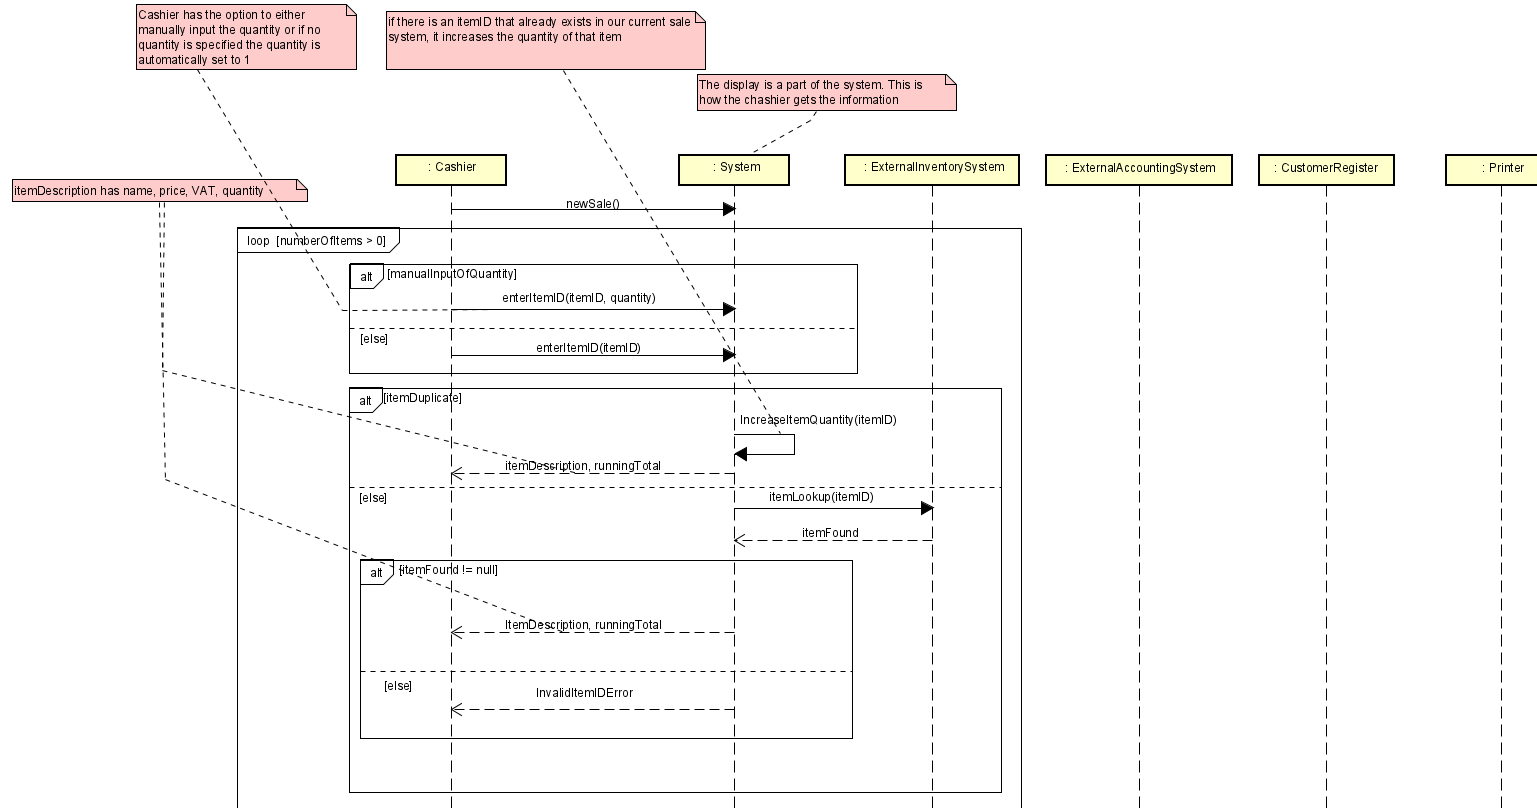 Cashier has the option to either
manually input the quantity or if no
quantity is specified the quantity is
automatically set to 1
if there is an itemID that already exists in our current sale
system, it increases the quantity of that item
The display is a part of the system. This is
how the chashier gets the information
itemDescription has name, price, VAT, quantity
: Cashier
: System
: ExternalInventorySystem
: ExternalAccountingSystem
: CustomerRegister
: Printer
newSale()
loop [numberOfItems > 0]
alt [manualInputOfQuantity]
enterItemID(itemID, quantity)
[else]
enterItemID(itemID)
alt [itemDuplicate]
IncreaseItemQuantity(itemID)
itemDescription, runningTotal
[else]
itemLookup(itemID)
itemFound
alt [itemFound != null]
ItemDescription, runningTotal
[else]
InvalidItemIDError